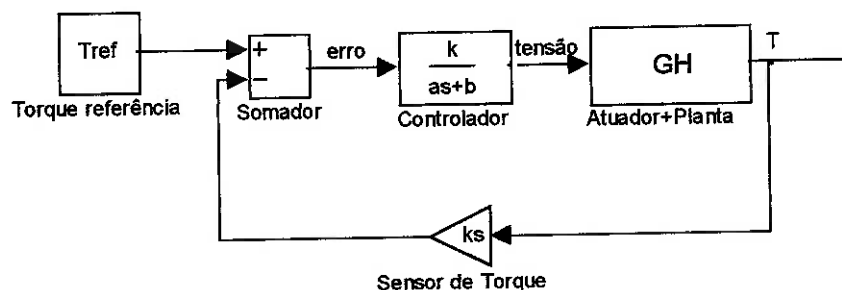 Tref
Torque referência
+
−
Somador
erro
k
as+b
Controlador
tensão
GH
Atuador+Planta
T
ks
Sensor de Torque